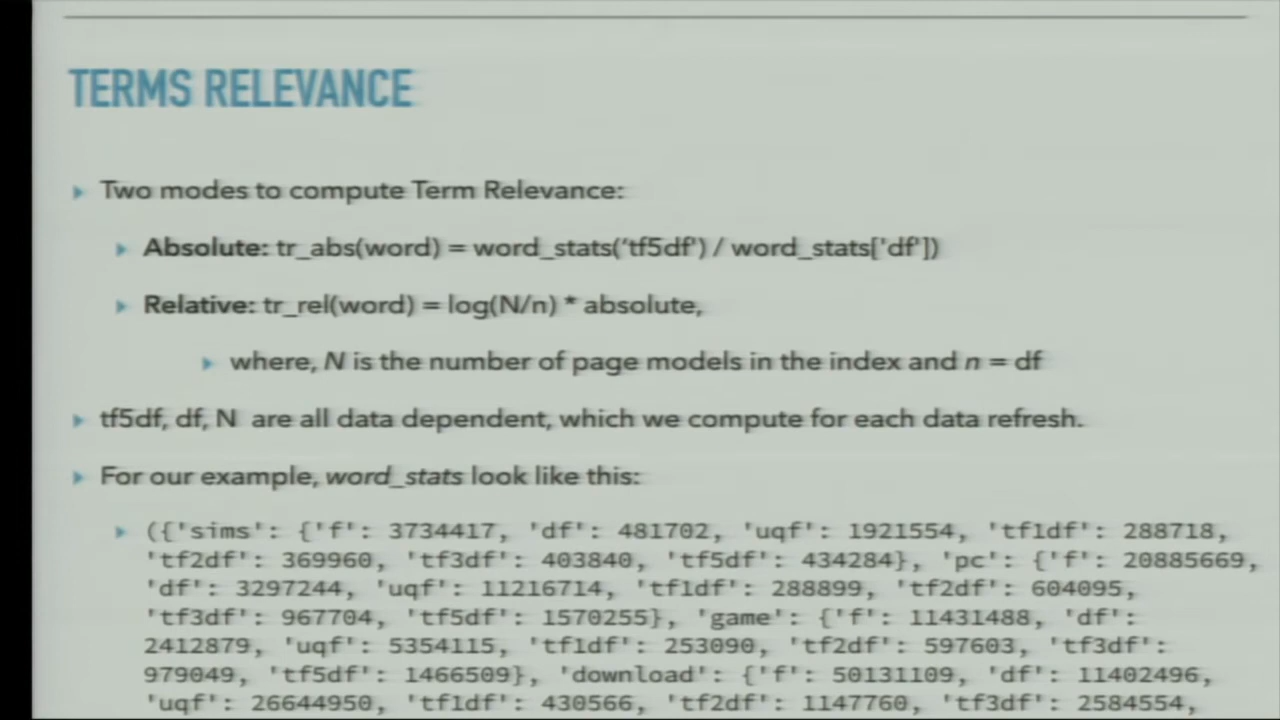 TERMS RELEVANCE
Two modes to compute Term Relevance:
Absolute: tr_abs(word) = word_stats('tf5df') / word_stats['df'])
Relative: tr_rel(word) = log(N/n) * absolute,
where, N is the number of page models in the index and n = df
tf5df, df, N are all data dependent, which we compute for each data refresh.
For our example, word_stats look like this:
({'sims': {'f': 3734417, 'df': 481702, 'uqf': 1921554, 'tf1df': 288718,
'tf2df': 369960, 'tf3df': 403840, 'tf5df': 434284}, 'pc': {'f': 20885669,
'df': 3297244, 'uqf': 11216714, 'tf1df': 288899, 'tf2df': 604095,
'tf3df': 967704, 'tf5df': 1570255}, 'game': {'f': 11431488, 'df':
2412879, 'uqf': 5354115, 'tf1df': 253090, 'tf2df': 597603, 'tf3df':
979049, 'tf5df': 1466509}, 'download': {'f': 50131109, 'df': 11402496,
'uqf': 26644950, 'tf1df': 430566, 'tf2df': 1147760, 'tf3df': 2584554,